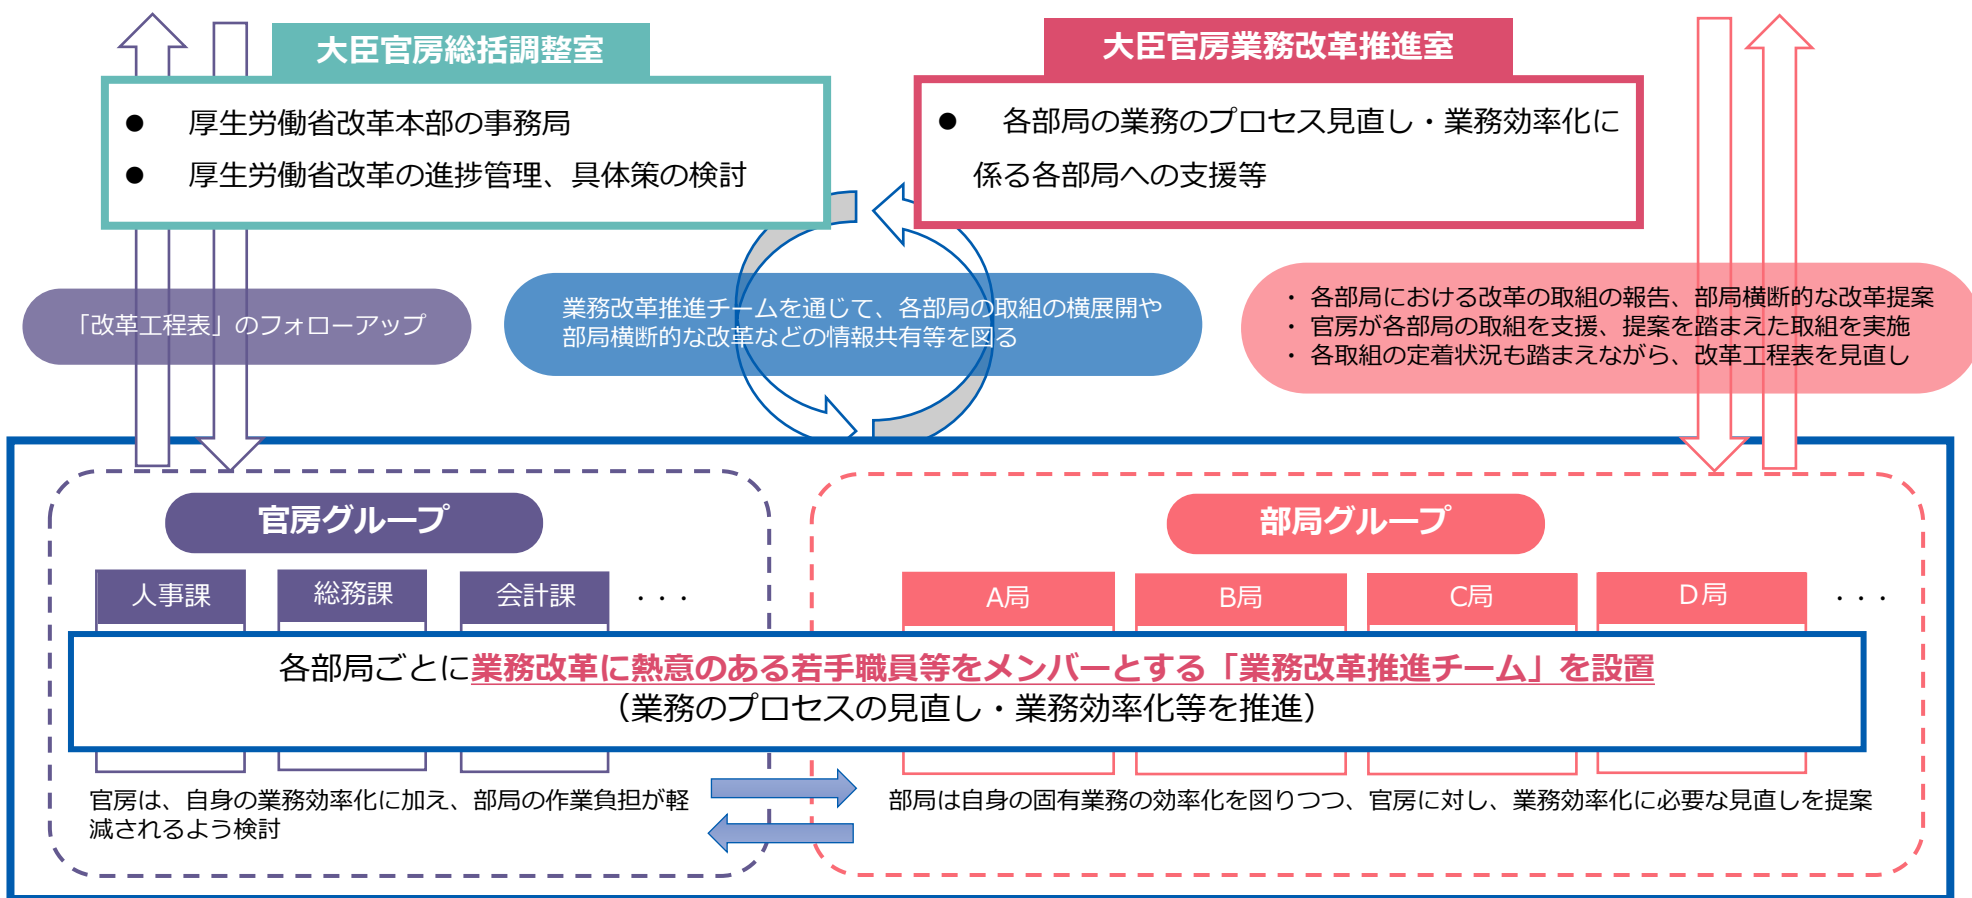 大臣官房総括調整室
● 厚生労働省改革本部の事務局
● 厚生労働省改革の進捗管理、具体策の検討
大臣官房業務改革推進室
● 各部局の業務のプロセス見直し・業務効率化に
係る各部局への支援等
「改革工程表」のフォローアップ
業務改革推進チームを通じて、各部局の取組の横展開や
部局横断的な改革などの情報共有等を図る
・ 各部局における改革の取組の報告、部局横断的な改革提案
・ 官房が各部局の取組を支援、提案を踏まえた取組を実施
・ 各取組の定着状況も踏まえながら、改革工程表を見直し
官房グループ
人事課
総務課
会計課
・・・
部局グループ
A局
B局
C局
D局
・・・
各部局ごとに業務改革に熱意のある若手職員等をメンバーとする「業務改革推進チーム」を設置
（業務のプロセスの見直し・業務効率化等を推進）
官房は、自身の業務効率化に加え、部局の作業負担が軽
減されるよう検討
部局は自身の固有業務の効率化を図りつつ、官房に対し、業務効率化に必要な見直しを提案